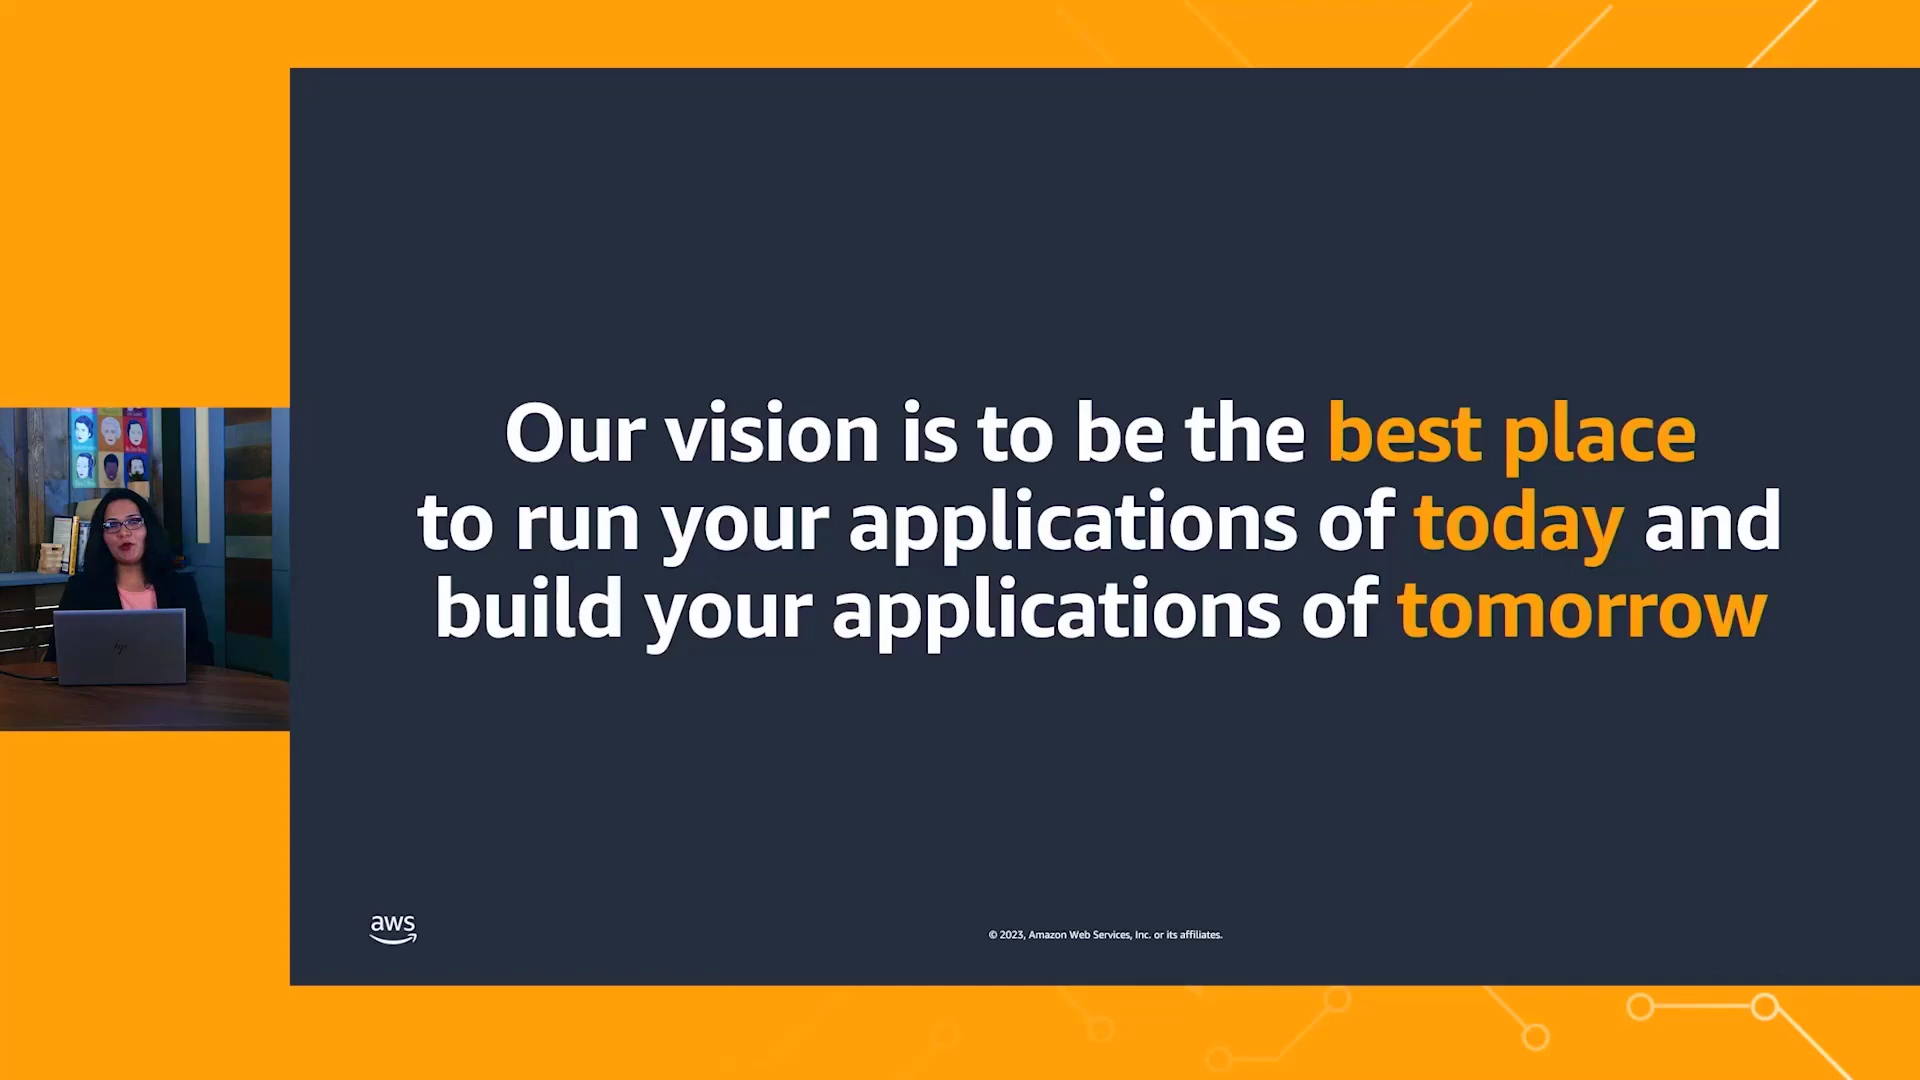 Our vision is to be the best place
to run your applications of today and
build your applications of tomorrow
hp
aws
© 2023, Amazon Web Services, Inc. or its affiliates.